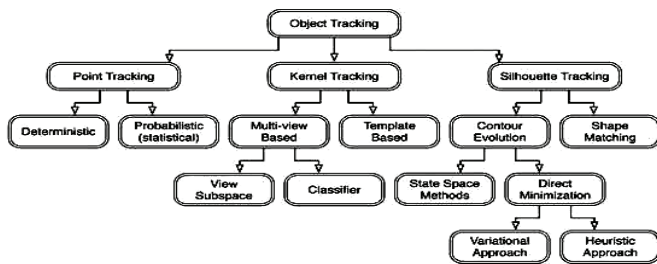 Object Tracking
Point Tracking
Kernel Tracking
Silhouette Tracking
Deterministic
Probabilistic
(statistical)
Multi-view
Based
Template
Based
Contour
Evolution
Shape
Matching
View
Subspace
Classifier
State Space
Methods
Direct
Minimization
Variational
Approach
Heuristic
Approach